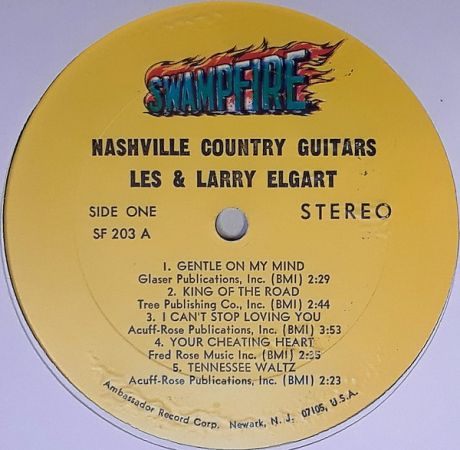 SWAMPFIRE
NASHVILLE COUNTRY GUITARS
LES & LARRY ELGART
SIDE ONE
STEREO
SF 203 A
1. GENTLE ON MY MIND
Glaser Publications, Inc. (BMI) 2:29
2. KING OF THE ROAD
Tree Publishing Co., Inc. (BMI) 2:44
3. I CAN'T STOP LOVING YOU
Acuff-Rose Publications, Inc. (BMI) 3:53
4. YOUR CHEATING HEART
Fred Rose Music Inc. (BMI) 2:35
5. TENNESSEE WALTZ
Acuff-Rose Publications, Inc. (BMI) 2:23
Ambassador Record Corp. Newark, N. J. 07105, U.S.A.